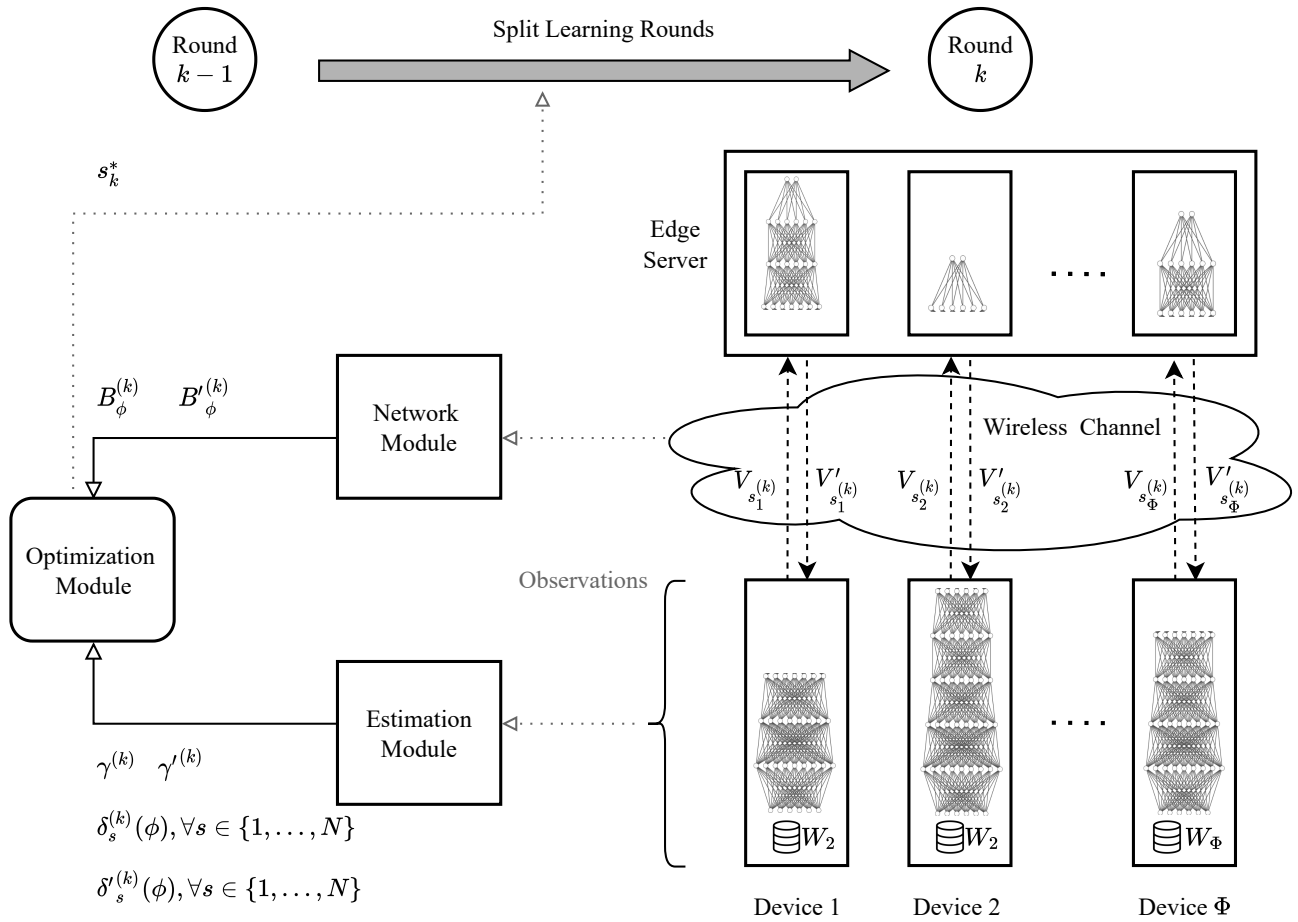 Split Learning Rounds
Round
k − 1
Round
k
s_k^*
Edge
Server
. . . .
B_ϕ^{(k)} B'_ϕ^{(k)}
Network
Module
Wireless Channel
V_{s_1^{(k)}} V'_{s_1^{(k)}} V_{s_2^{(k)}} V'_{s_2^{(k)}} V_{s_Φ^{(k)}} V'_{s_Φ^{(k)}}
Optimization
Module
Observations
Estimation
Module
. . . .
γ^{(k)} γ'^{(k)}
δ_s^{(k)}(ϕ), ∀s ∈ {1, . . . , N}
δ'_s^{(k)}(ϕ), ∀s ∈ {1, . . . , N}
W_2 W_2 W_Φ
Device 1 Device 2 Device Φ